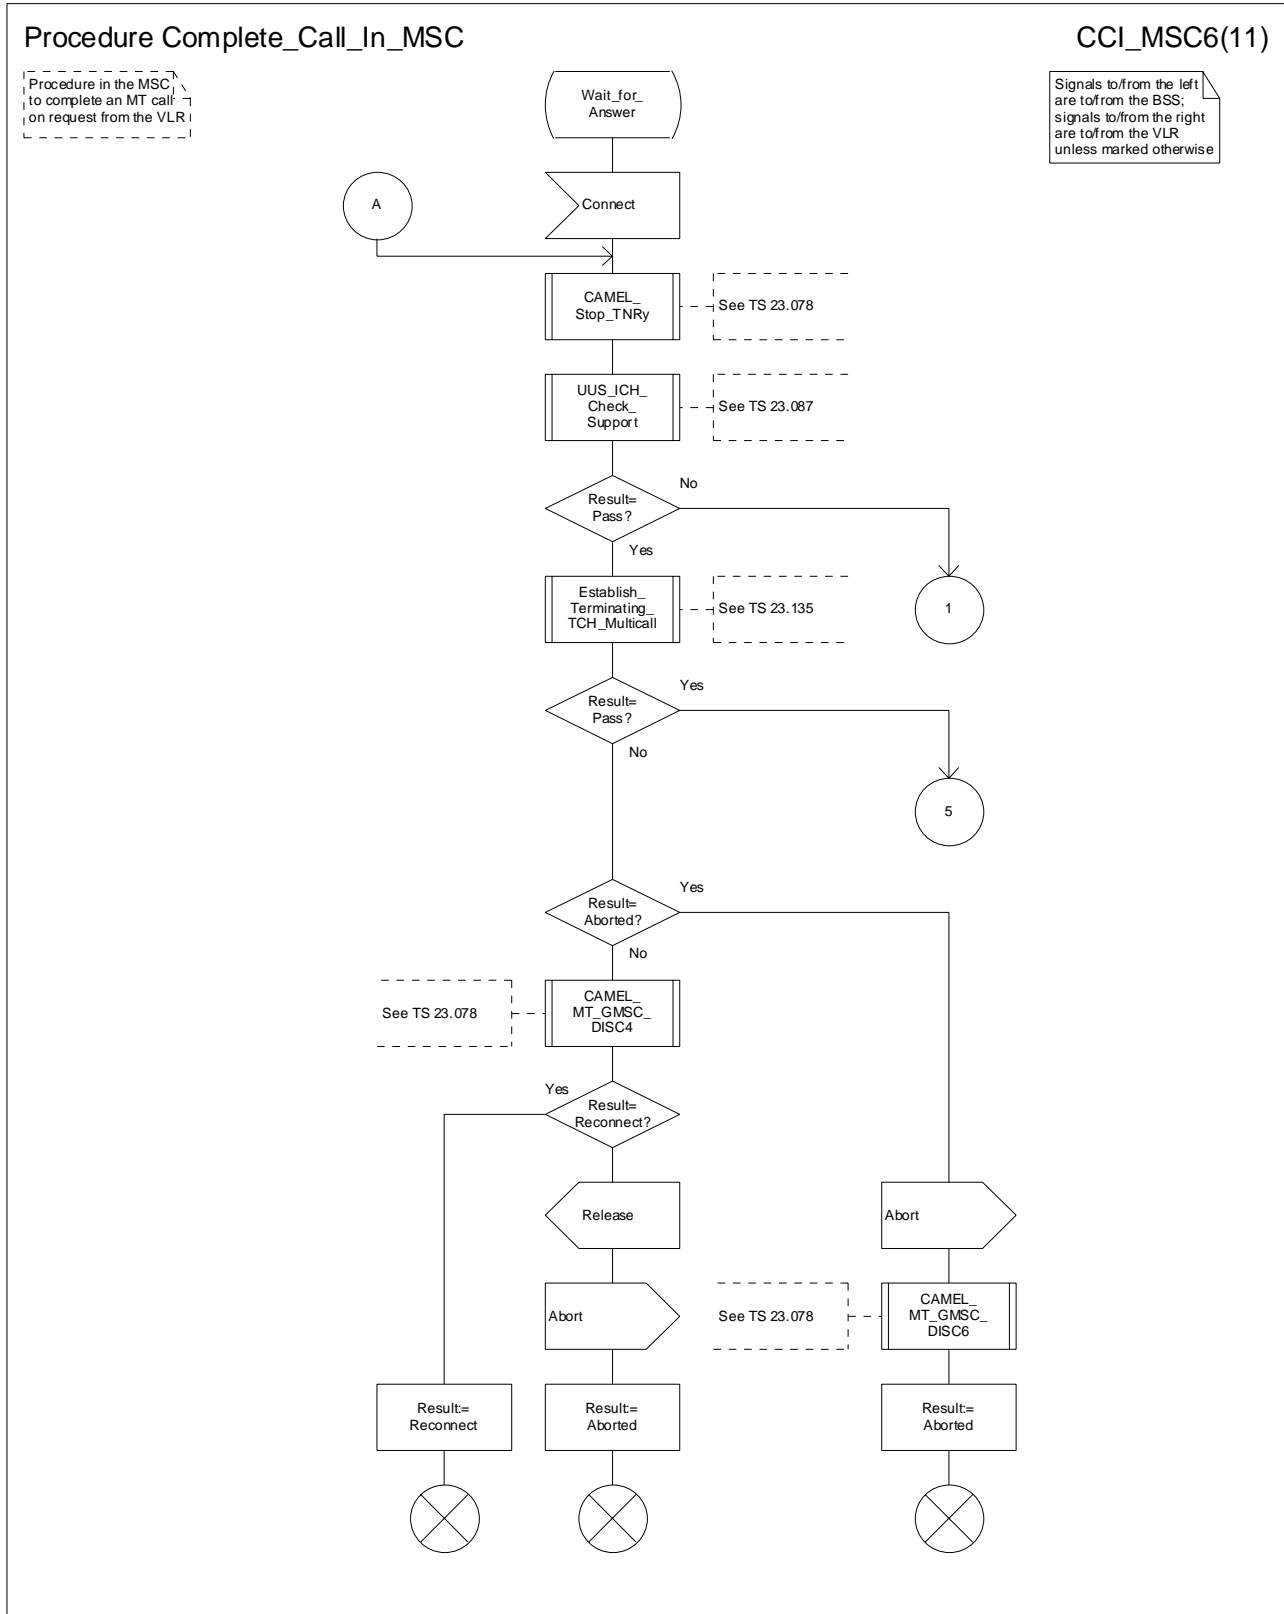 Procedure Complete_Call_In_MSC
CCI_MSC6(11)
Procedure in the MSC
to complete an MT call
on request from the VLR
Signals to/from the left
are to/from the BSS;
signals to/from the right
are to/from the VLR
unless marked otherwise
Wait_for_
Answer
A
Connect
CAMEL_
Stop_TNRy
See TS 23.078
UUS_ICH_
Check_
Support
See TS 23.087
Result=
Pass?
No
Yes
Establish_
Terminating_
TCH_Multicall
See TS 23.135
1
Result=
Pass?
Yes
No
5
Result=
Aborted?
Yes
No
See TS 23.078
CAMEL_
MT_GMSC_
DISC4
Yes
Result=
Reconnect?
Release
Abort
Abort
See TS 23.078
CAMEL_
MT_GMSC_
DISC6
Result:=
Reconnect
Result:=
Aborted
Result:=
Aborted